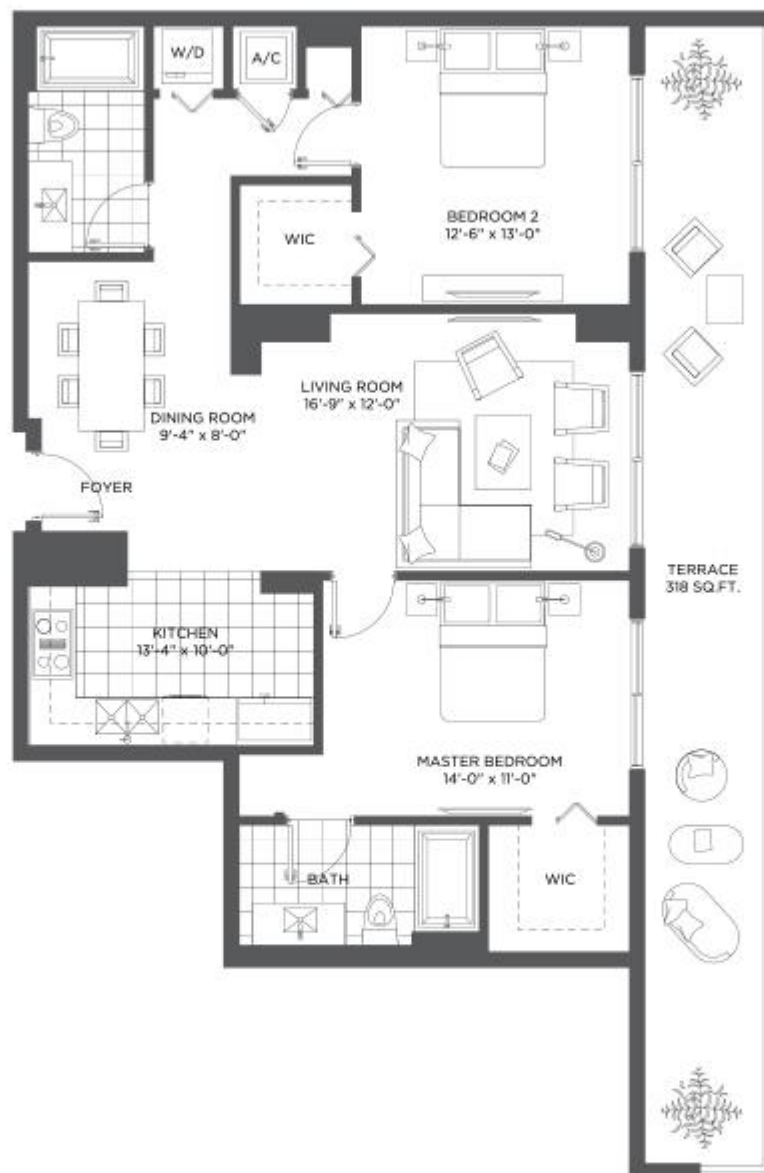 W/D
A/C
BEDROOM 2
12'-6" x 13'-0"
WIC
LIVING ROOM
16'-9" x 12'-0"
DINING ROOM
9'-4" x 8'-0"
FOYER
TERRACE
318 SQ.FT.
KITCHEN
13'-4" x 10'-0"
MASTER BEDROOM
14'-0" x 11'-0"
BATH
WIC